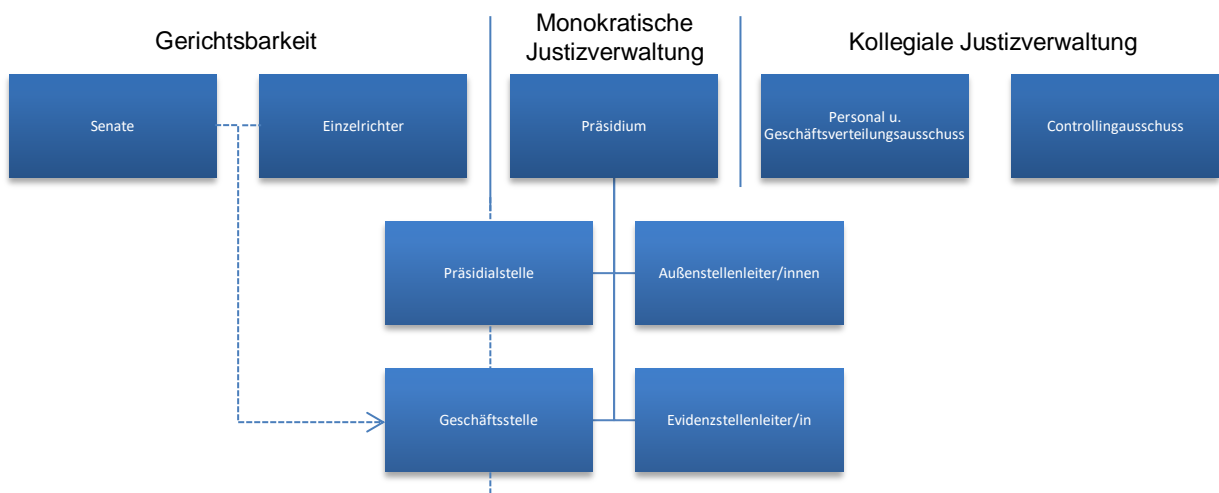 Gerichtsbarkeit
Monokratische
Justizverwaltung
Kollegiale Justizverwaltung
Senate
Einzelrichter
Präsidium
Personal u.
Geschäftsverteilungsausschuss
Controllingausschuss
Präsidialstelle
Außenstellenleiter/innen
Geschäftsstelle
Evidenzstellenleiter/in